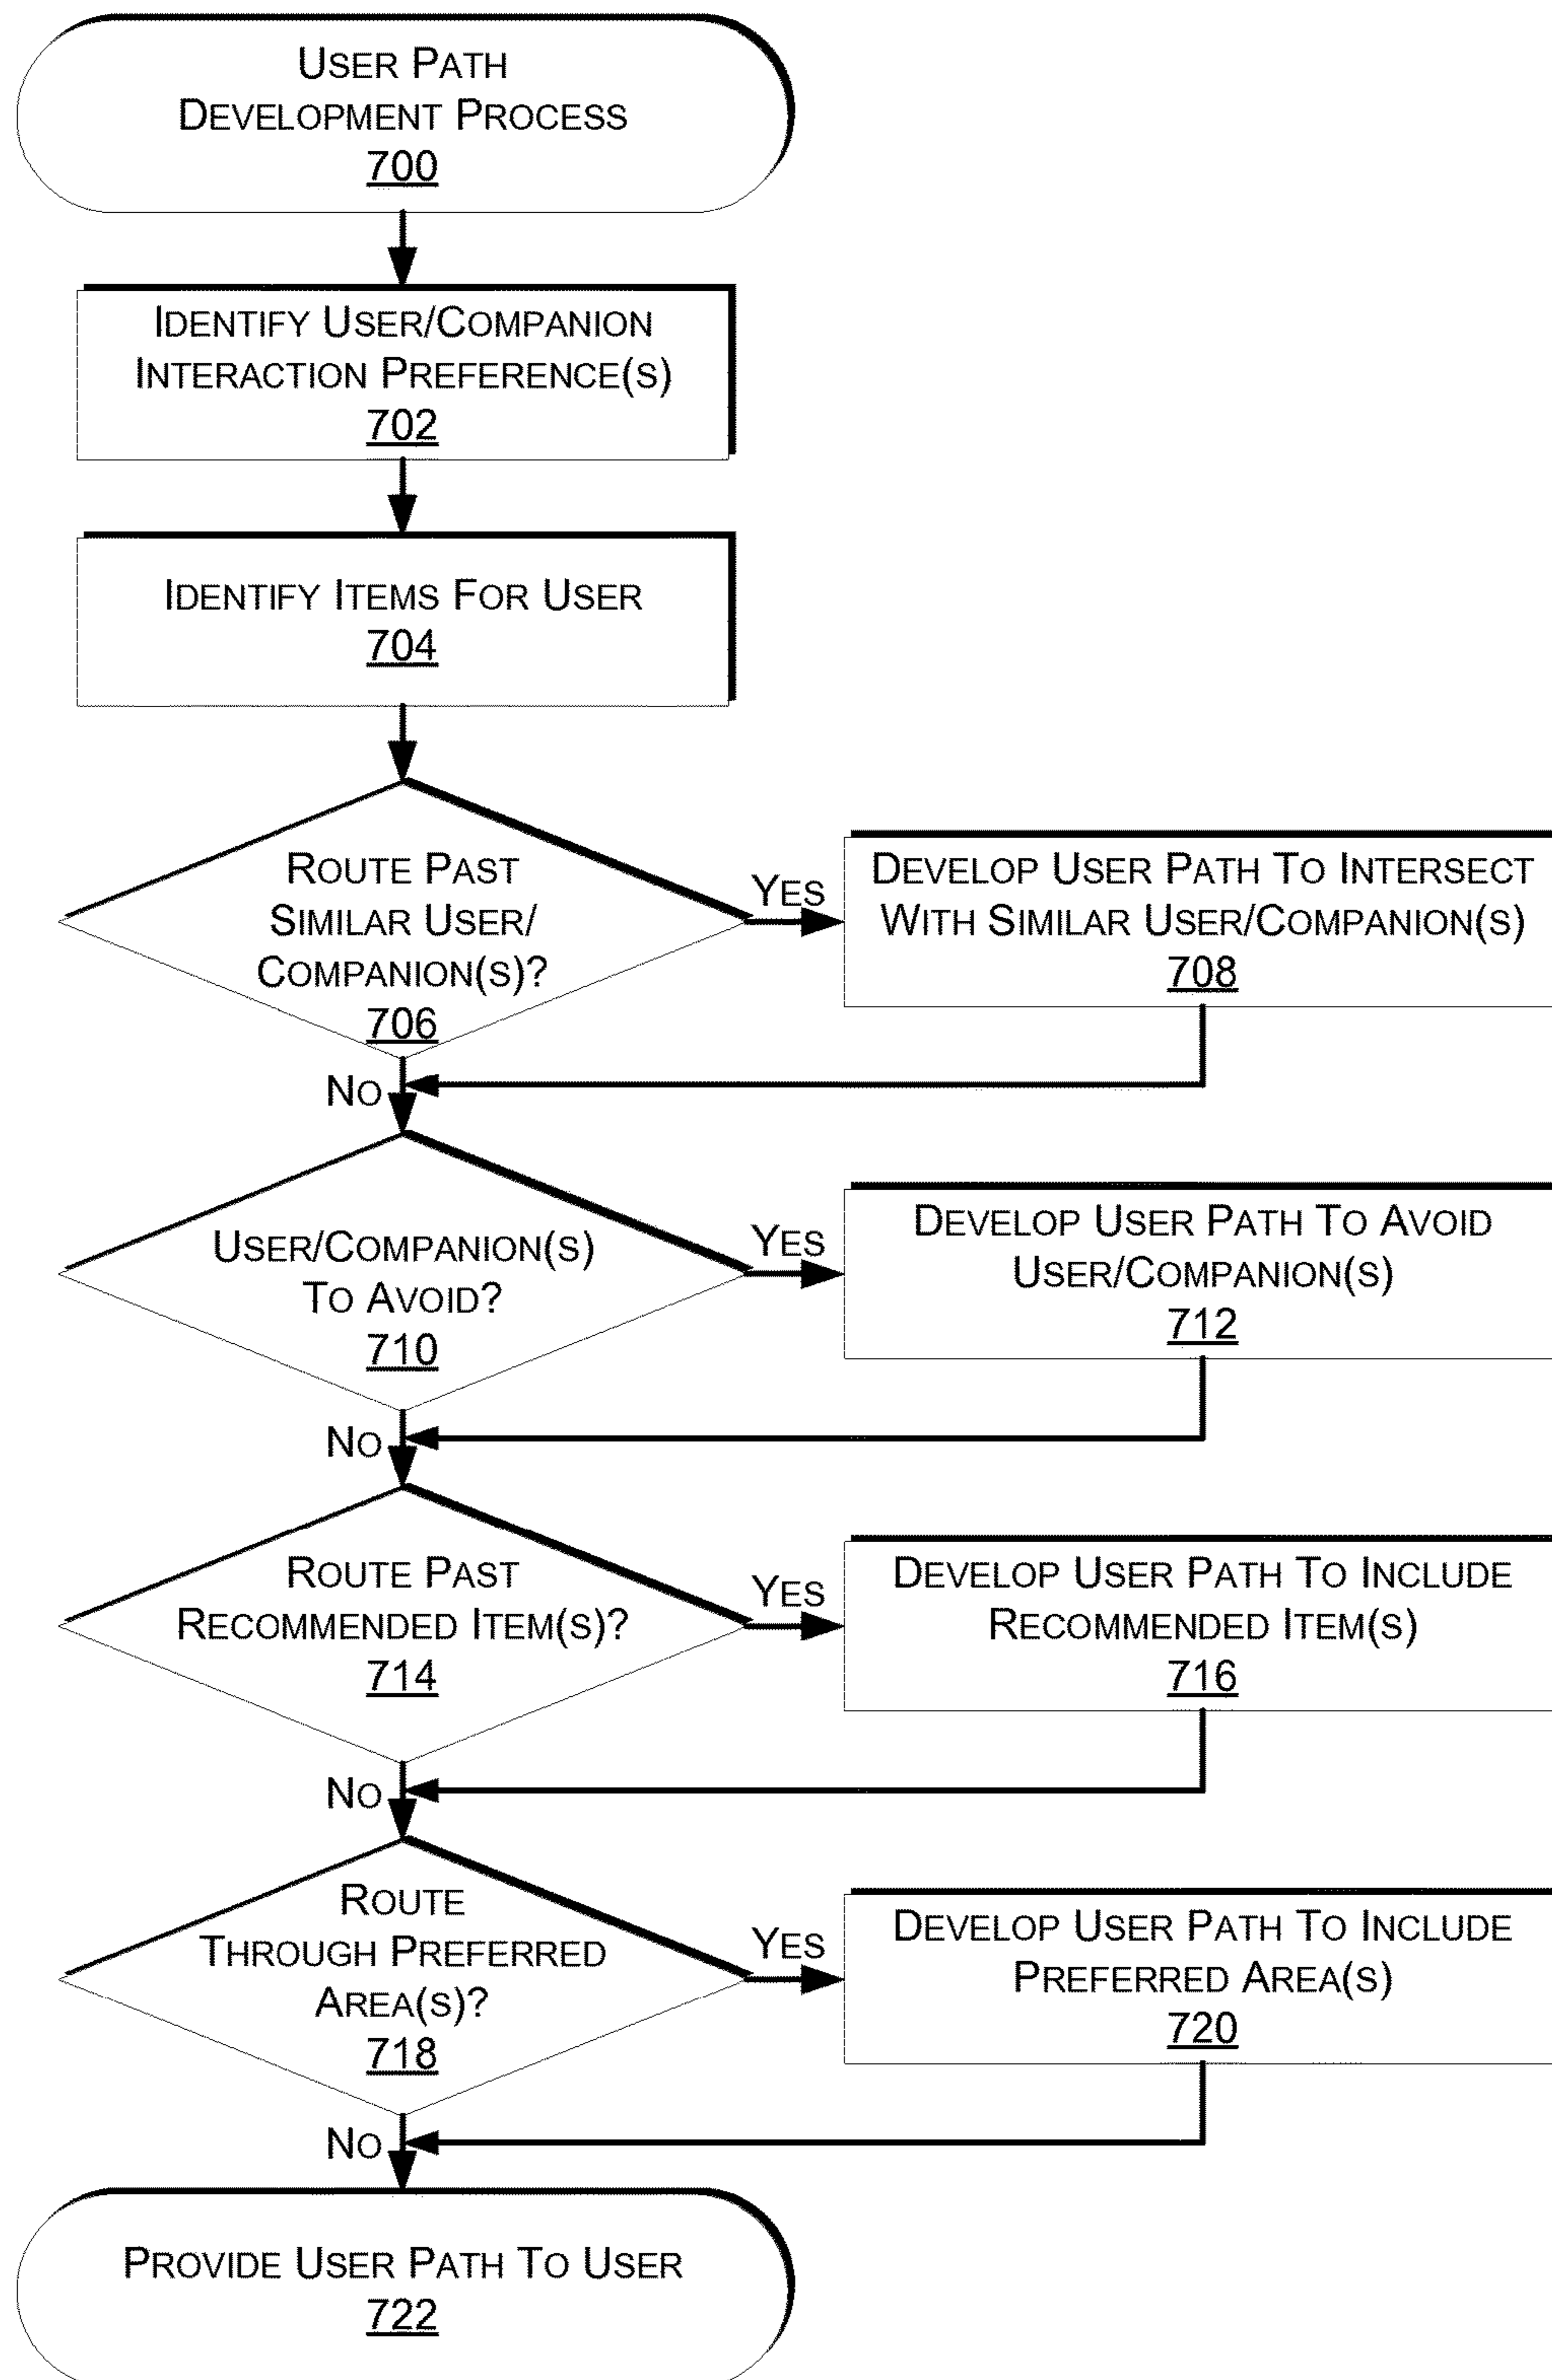 USER PATH
DEVELOPMENT PROCESS
700
IDENTIFY USER/COMPANION
INTERACTION PREFERENCE(S)
702
IDENTIFY ITEMS FOR USER
704
ROUTE PAST
SIMILAR USER/
COMPANION(S)?
706
YES
DEVELOP USER PATH TO INTERSECT
WITH SIMILAR USER/COMPANION(S)
708
NO
USER/COMPANION(S)
TO AVOID?
710
YES
DEVELOP USER PATH TO AVOID
USER/COMPANION(S)
712
NO
ROUTE PAST
RECOMMENDED ITEM(S)?
714
YES
DEVELOP USER PATH TO INCLUDE
RECOMMENDED ITEM(S)
716
NO
ROUTE
THROUGH PREFERRED
AREA(S)?
718
YES
DEVELOP USER PATH TO INCLUDE
PREFERRED AREA(S)
720
NO
PROVIDE USER PATH TO USER
722